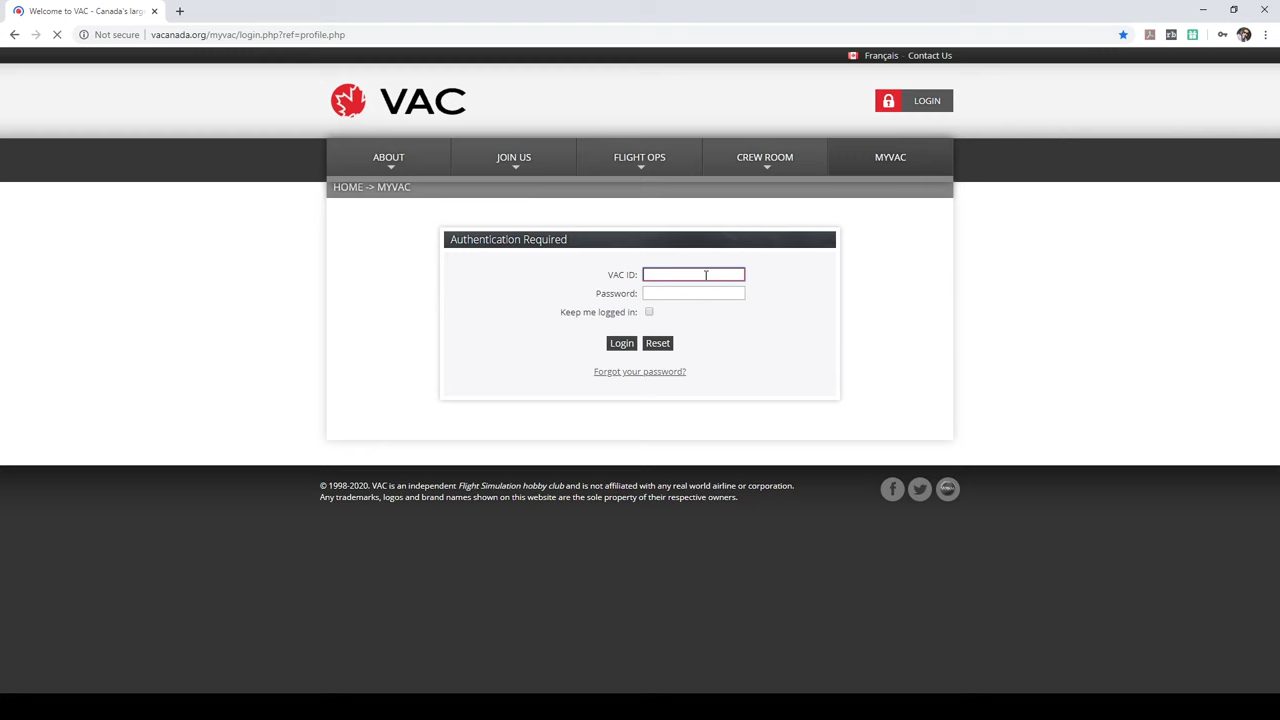 Welcome to VAC - Canada's larg
Not secure
vacanada.org/myvac/login.php?ref=profile.php
Français - Contact Us
VAC
LOGIN
ABOUT
JOIN US
FLIGHT OPS
CREW ROOM
MYVAC
HOME -> MYVAC
Authentication Required
VAC ID:
Password:
Keep me logged in:
Login
Reset
Forgot your password?
© 1998-2020. VAC is an independent Flight Simulation hobby club and is not affiliated with any real world airline or corporation.
Any trademarks, logos and brand names shown on this website are the sole property of their respective owners.